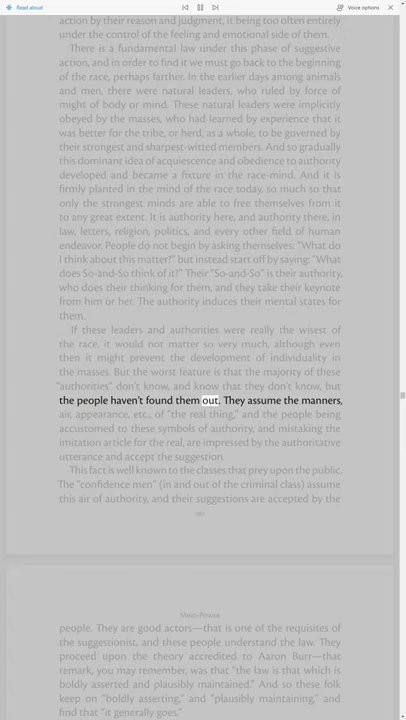 Read aloud
Voice options
action by their reason and judgment, it being too often entirely
under the control of the feeling and emotional side of them.
There is a fundamental law under this phase of suggestive
action, and in order to find it we must go back to the beginning
of the race, perhaps farther. In the earlier days among animals
and men, there were natural leaders, who ruled by force of
might of body or mind. These natural leaders were implicitly
obeyed by the masses, who had learned by experience that it
was better for the tribe, or herd, as a whole, to be governed by
their strongest and sharpest-witted members. And so gradually
this dominant idea of acquiescence and obedience to authority
developed and became a fixture in the race-mind. And it is
firmly planted in the mind of the race today, so much so that
only the strongest minds are able to free themselves from it
to any great extent. It is authority here, and authority there, in
law, letters, religion, politics, and every other field of human
endeavor. People do not begin by asking themselves: "What do
I think about this matter?" but instead start off by saying: "What
does So-and-So think of it?" Their "So-and-So" is their authority,
who does their thinking for them, and they take their keynote
from him or her. The authority induces their mental states for
them.
If these leaders and authorities were really the wisest of
the race, it would not matter so very much, although even
then it might prevent the development of individuality in
the masses. But the worst feature is that the majority of these
"authorities" don't know, and know that they don't know, but
the people haven't found them out. They assume the manners,
air, appearance, etc., of "the real thing," and the people being
accustomed to these symbols of authority, and mistaking the
imitation article for the real, are impressed by the authoritative
utterance and accept the suggestion.
This fact is well known to the classes that prey upon the public.
The "confidence men" (in and out of the criminal class) assume
this air of authority, and their suggestions are accepted by the
people. They are good actors—that is one of the requisites of
the suggestionist, and these people understand the law. They
proceed upon the theory accredited to Aaron Burr—that
remark, you may remember, was that "the law is that which is
boldly asserted and plausibly maintained." And so these folk
keep on "boldly asserting," and "plausibly maintaining," and
find that "it generally goes."